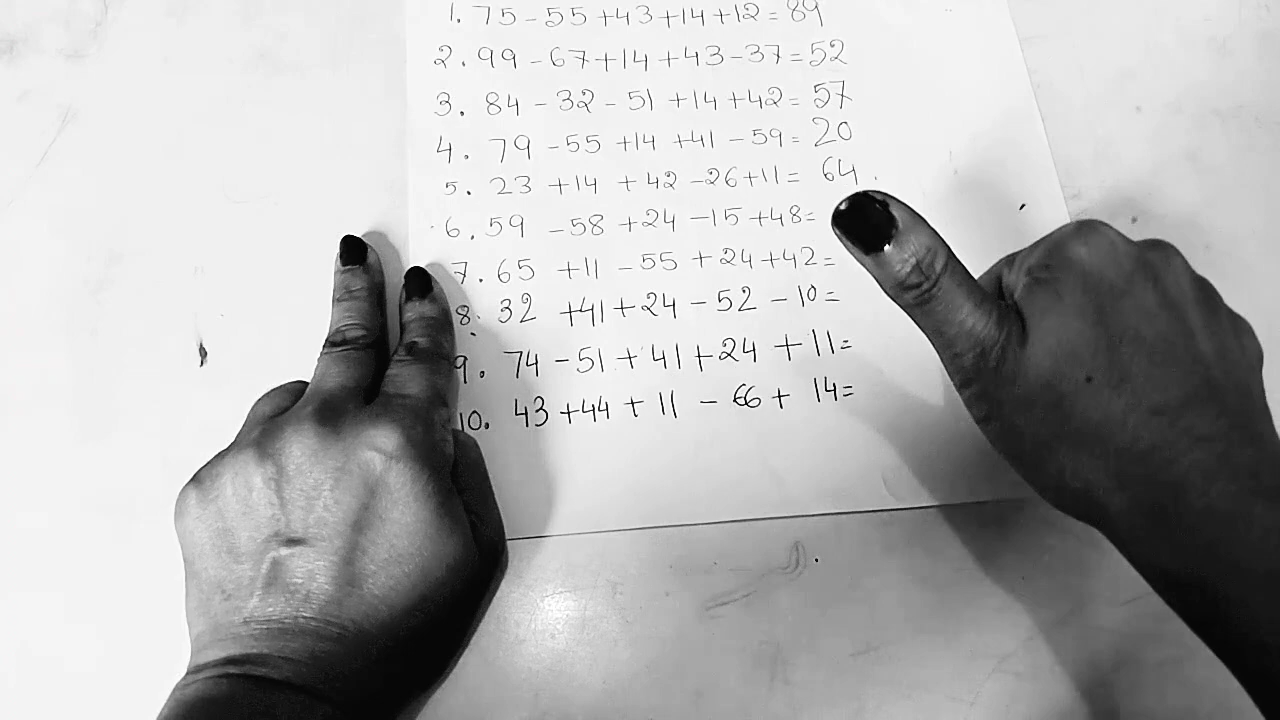 1. 75 - 55 + 43 + 14 + 12 = 89
2. 99 - 67 + 14 + 43 - 37 = 52
3. 84 - 32 - 51 + 14 + 42 = 57
4. 79 - 55 + 14 + 41 - 59 = 20
5. 23 + 14 + 42 - 26 + 11 = 64
6. 59 - 58 + 24 - 15 + 48 =
7. 65 + 11 - 55 + 24 + 42 =
8. 32 + 41 + 24 - 52 - 10 =
9. 74 - 51 + 41 + 24 + 11 =
10. 43 + 44 + 11 - 66 + 14 =